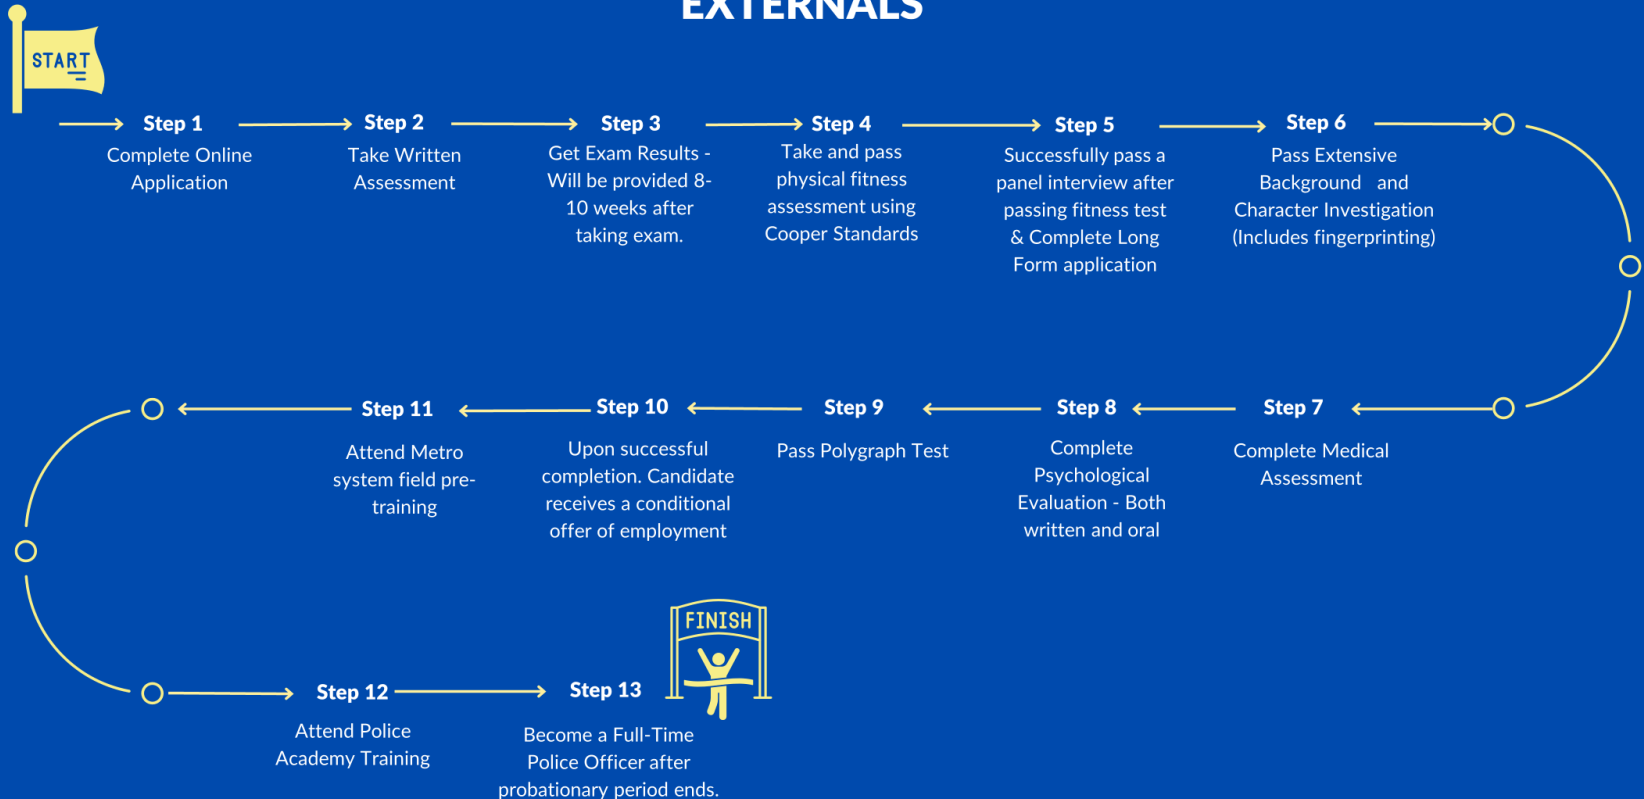 EXTERNALS
START
Step 1
Complete Online
Application
Step 2
Take Written
Assessment
Step 3
Get Exam Results -
Will be provided 8-
10 weeks after
taking exam.
Step 4
Take and pass
physical fitness
assessment using
Cooper Standards
Step 5
Successfully pass a
panel interview after
passing fitness test
& Complete Long
Form application
Step 6
Pass Extensive
Background and
Character Investigation
(Includes fingerprinting)
Step 7
Complete Medical
Assessment
Step 8
Complete
Psychological
Evaluation - Both
written and oral
Step 9
Pass Polygraph Test
Step 10
Upon successful
completion. Candidate
receives a conditional
offer of employment
Step 11
Attend Metro
system field pre-
training
Step 12
Attend Police
Academy Training
Step 13
Become a Full-Time
Police Officer after
probationary period ends.
FINISH